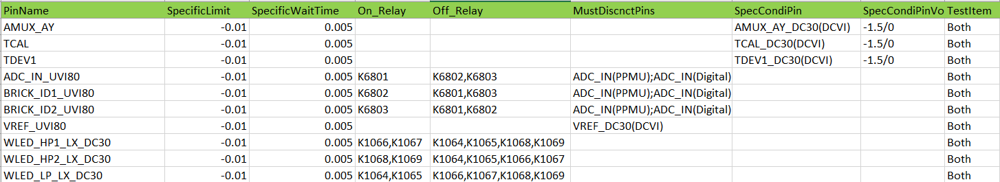 PinName SpecificLimit SpecificWaitTime On_Relay Off_Relay MustDiscnctPins SpecCondiPin SpecCondiPinVo TestItem
AMUX_AY -0.01 0.005 AMUX_AY_DC30(DCVI) -1.5/0 Both
TCAL -0.01 0.005 TCAL_DC30(DCVI) -1.5/0 Both
TDEV1 -0.01 0.005 TDEV1_DC30(DCVI) -1.5/0 Both
ADC_IN_UVI80 -0.01 0.005 K6801 K6802,K6803 ADC_IN(PPMU);ADC_IN(Digital) Both
BRICK_ID1_UVI80 -0.01 0.005 K6802 K6801,K6803 ADC_IN(PPMU);ADC_IN(Digital) Both
BRICK_ID2_UVI80 -0.01 0.005 K6803 K6801,K6802 ADC_IN(PPMU);ADC_IN(Digital) Both
VREF_UVI80 -0.01 0.005 VREF_DC30(DCVI) Both
WLED_HP1_LX_DC30 -0.01 0.005 K1066,K1067 K1064,K1065,K1068,K1069 Both
WLED_HP2_LX_DC30 -0.01 0.005 K1068,K1069 K1064,K1065,K1066,K1067 Both
WLED_LP_LX_DC30 -0.01 0.005 K1064,K1065 K1066,K1067,K1068,K1069 Both